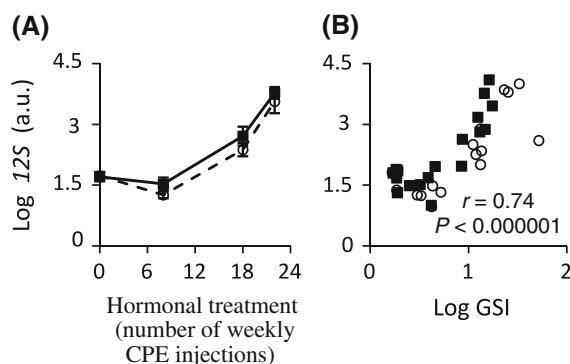 (A)
(B)
Log 12S (a.u.)
4.5
3
1.5
0
0 6 12 18 24
Hormonal treatment
(number of weekly
CPE injections)
4.5
3
1.5
0
r = 0.74
P < 0.000001
0 1 2
Log GSI